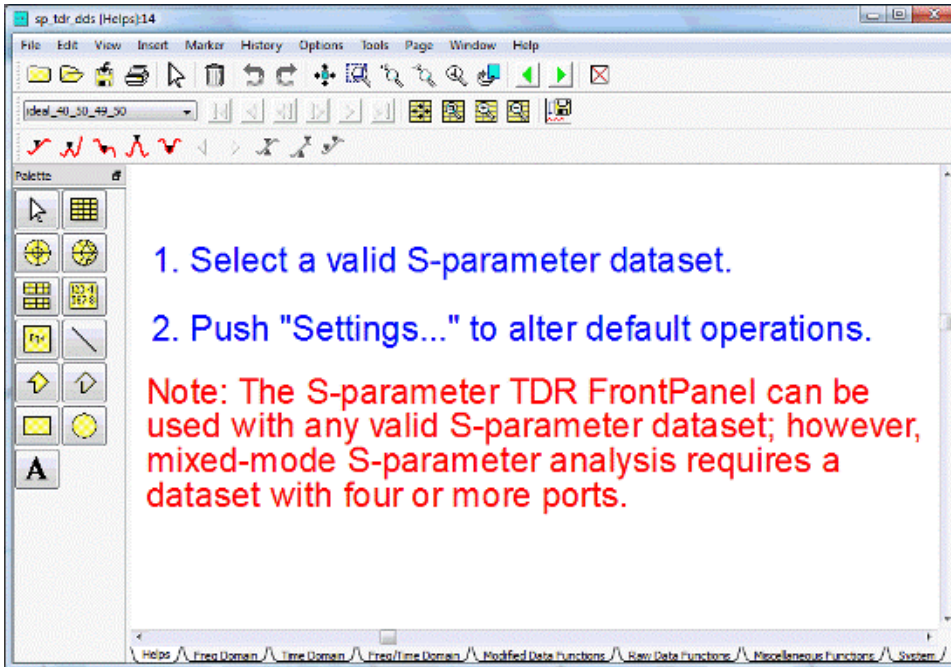 sp_tdr_dds [Helps]:14
File Edit View Insert Marker History Options Tools Page Window Help
ideal_40_50_49_50
Palette
1. Select a valid S-parameter dataset.
2. Push "Settings..." to alter default operations.
Note: The S-parameter TDR FrontPanel can be
used with any valid S-parameter dataset; however,
mixed-mode S-parameter analysis requires a
dataset with four or more ports.
A
Helps Freq Domain Time Domain Freq/Time Domain Modified Data Functions Raw Data Functions Miscellaneous Functions System